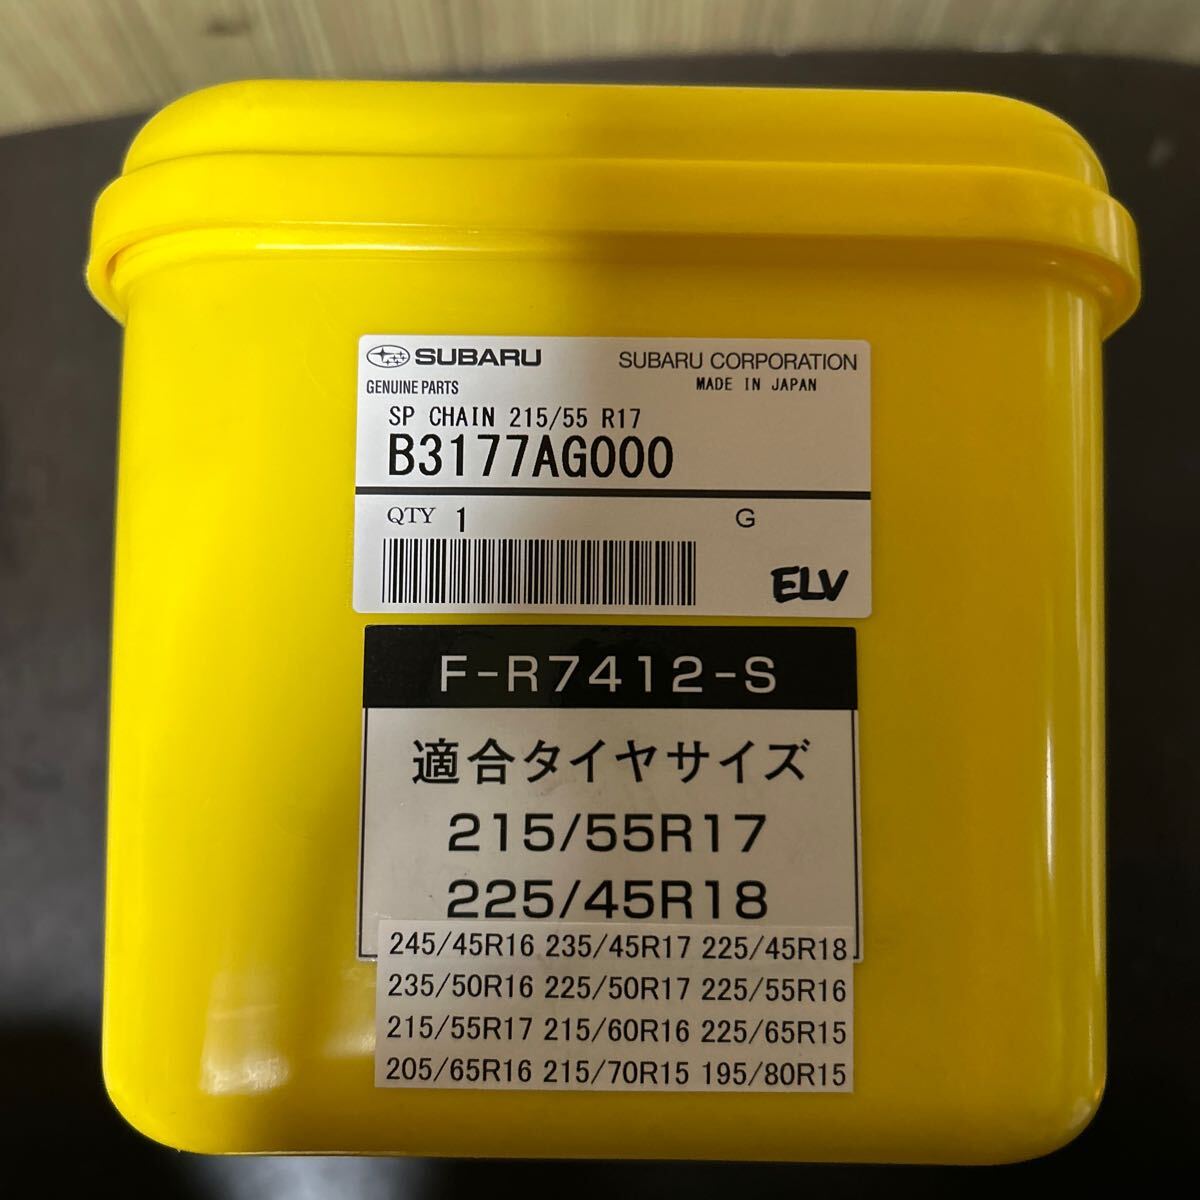 SUBARU SUBARU CORPORATION
GENUINE PARTS MADE IN JAPAN
SP CHAIN 215/55 R17
B3177AG000
QTY 1 G
ELV
F-R7412-S
適合タイヤサイズ
215/55R17
225/45R18
245/45R16 235/45R17 225/45R18
235/50R16 225/50R17 225/55R16
215/55R17 215/60R16 225/65R15
205/65R16 215/70R15 195/80R15